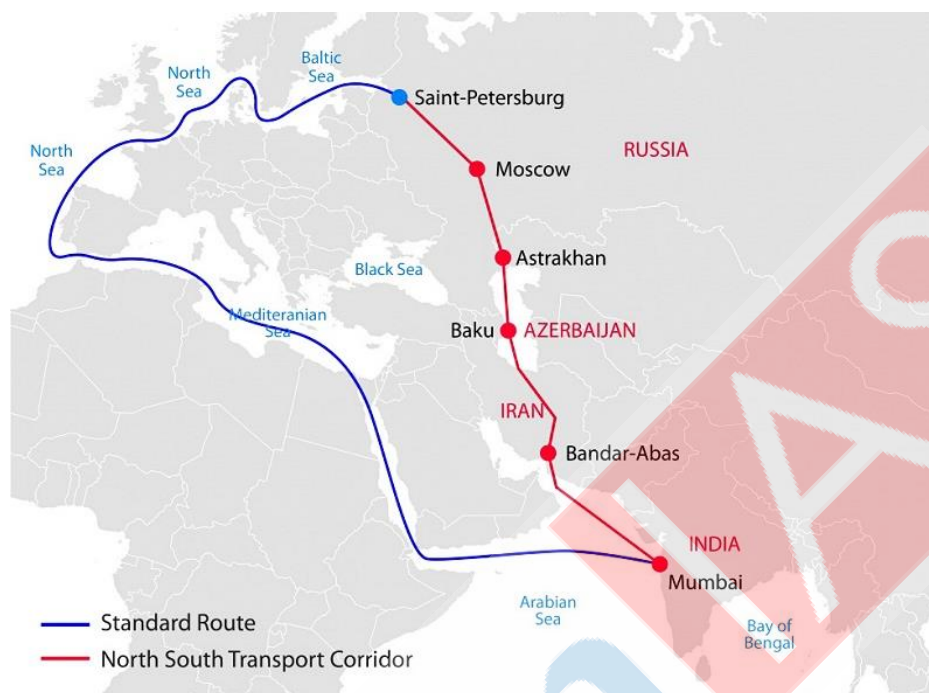 Baltic
Sea
North
Sea
Saint-Petersburg
North
Sea
RUSSIA
Moscow
Astrakhan
Black Sea
Mediteranian
Sea
Baku
AZERBAIJAN
IRAN
Bandar-Abas
INDIA
Mumbai
Arabian
Sea
Bay of
Bengal
Standard Route
North South Transport Corridor